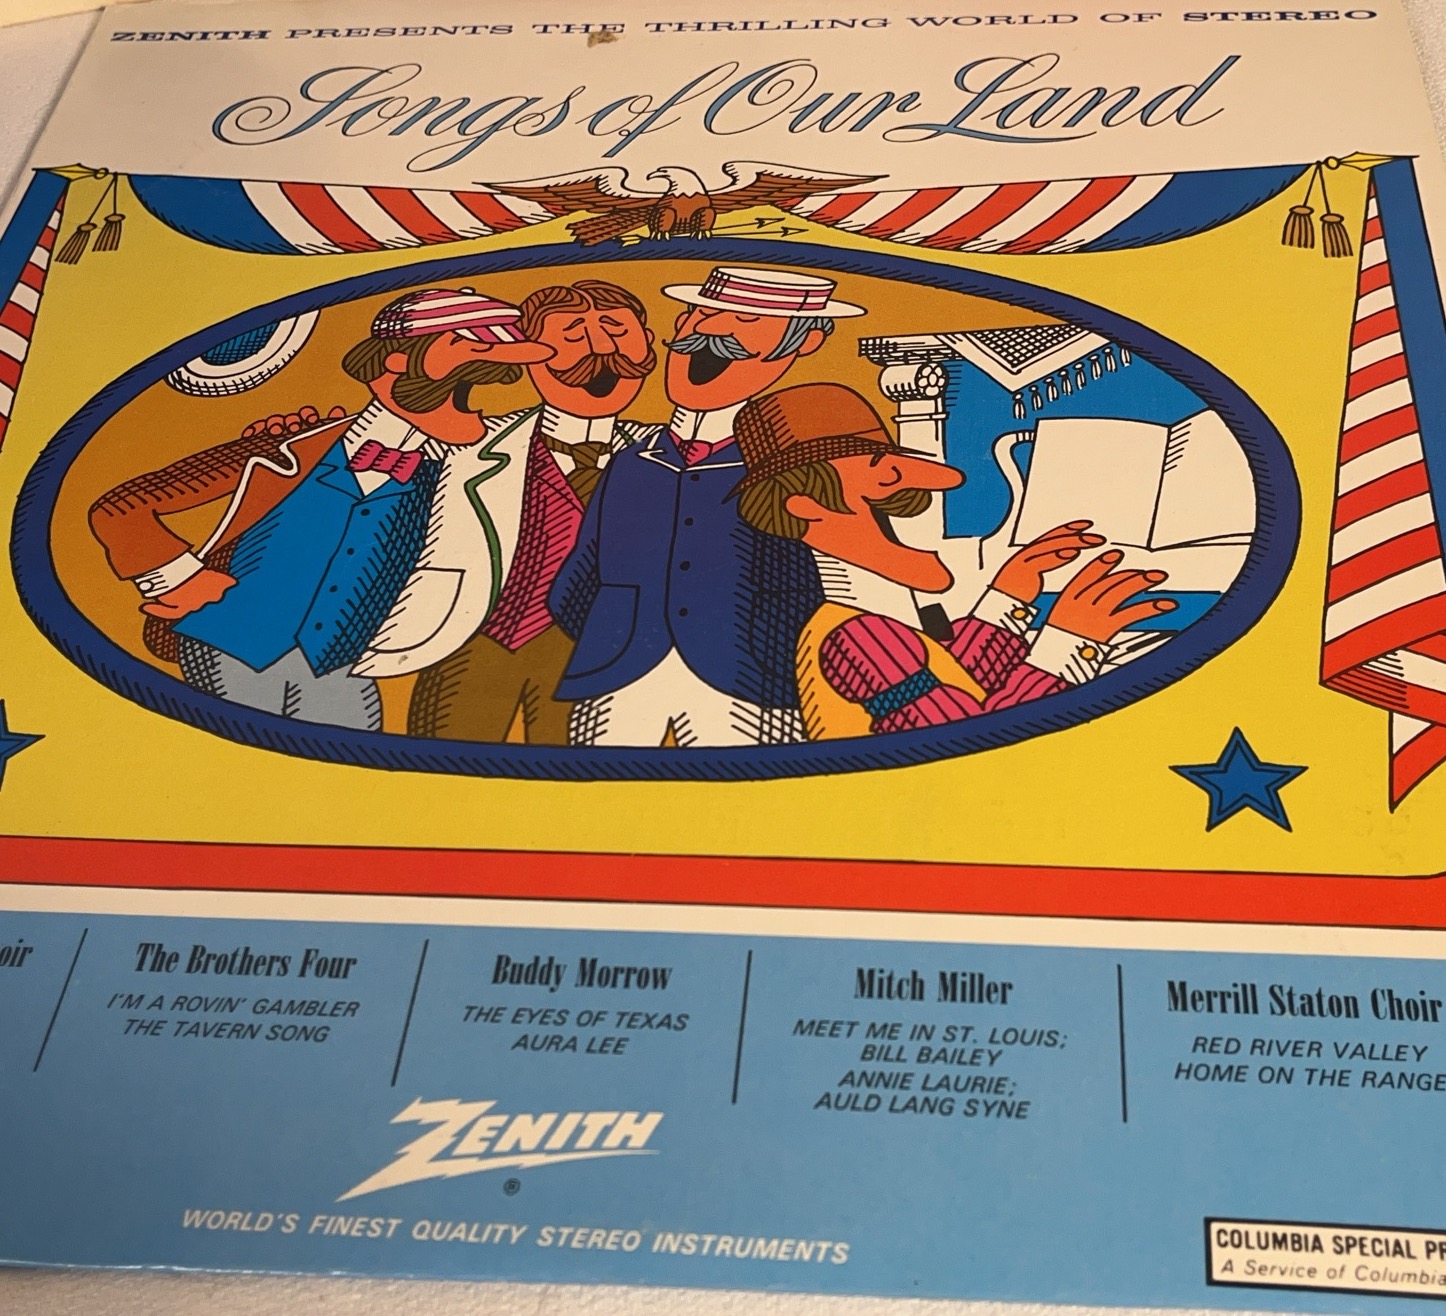 ZENITH PRESENTS THE THRILLING WORLD OF STEREO
Songs of Our Land
The Brothers Four
I'M A ROVIN' GAMBLER
THE TAVERN SONG
Buddy Morrow
THE EYES OF TEXAS
AURA LEE
Mitch Miller
MEET ME IN ST. LOUIS;
BILL BAILEY
ANNIE LAURIE;
AULD LANG SYNE
Merrill Staton Choir
RED RIVER VALLEY
HOME ON THE RANGE
ZENITH
®
WORLD'S FINEST QUALITY STEREO INSTRUMENTS
COLUMBIA SPECIAL
A Service of Columbia